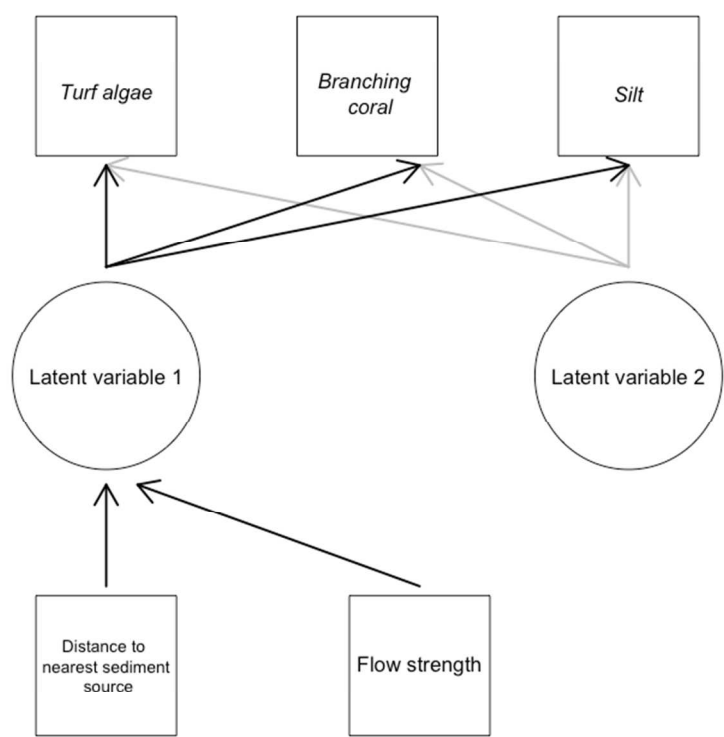 Turf algae
Branching
coral
Silt
Latent variable 1
Latent variable 2
Distance to
nearest sediment
source
Flow strength